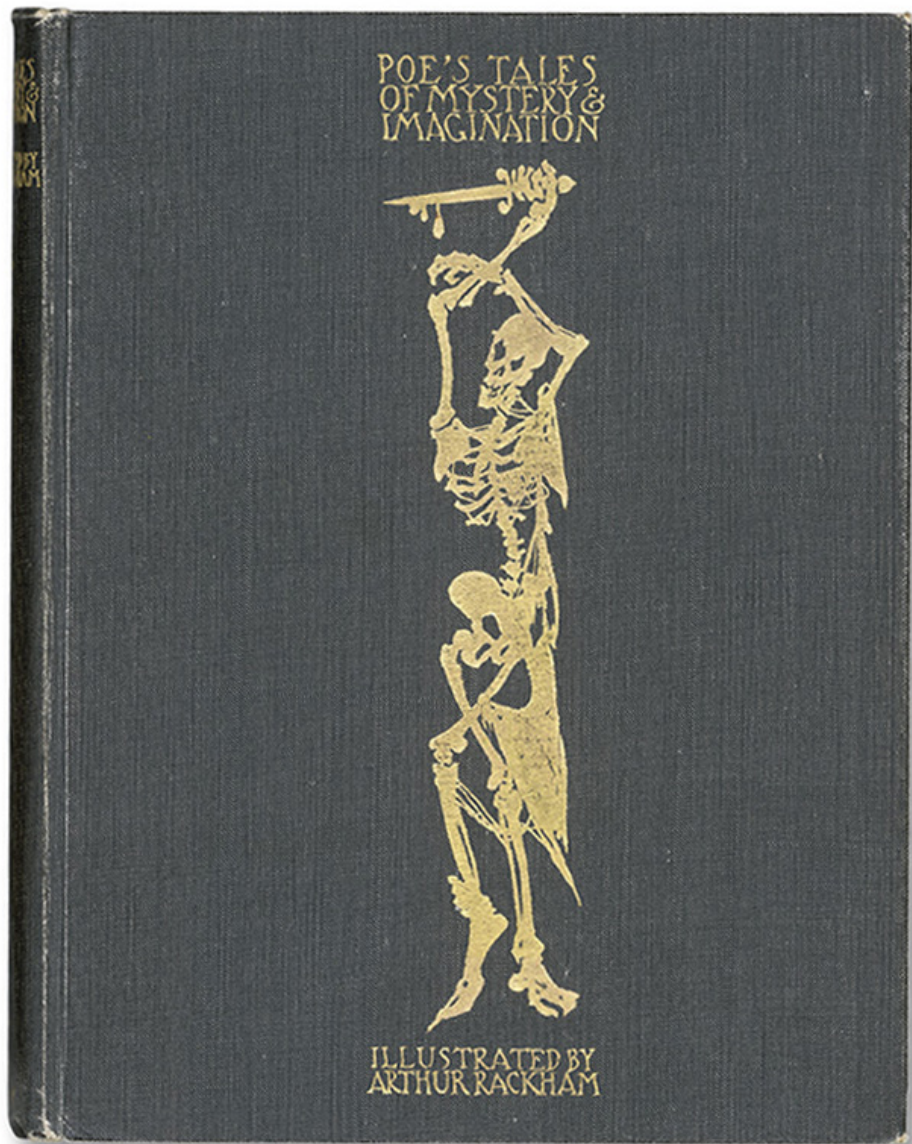 POE'S TALES
OF MYSTERY &
IMAGINATION
ILLUSTRATED BY
ARTHUR RACKHAM